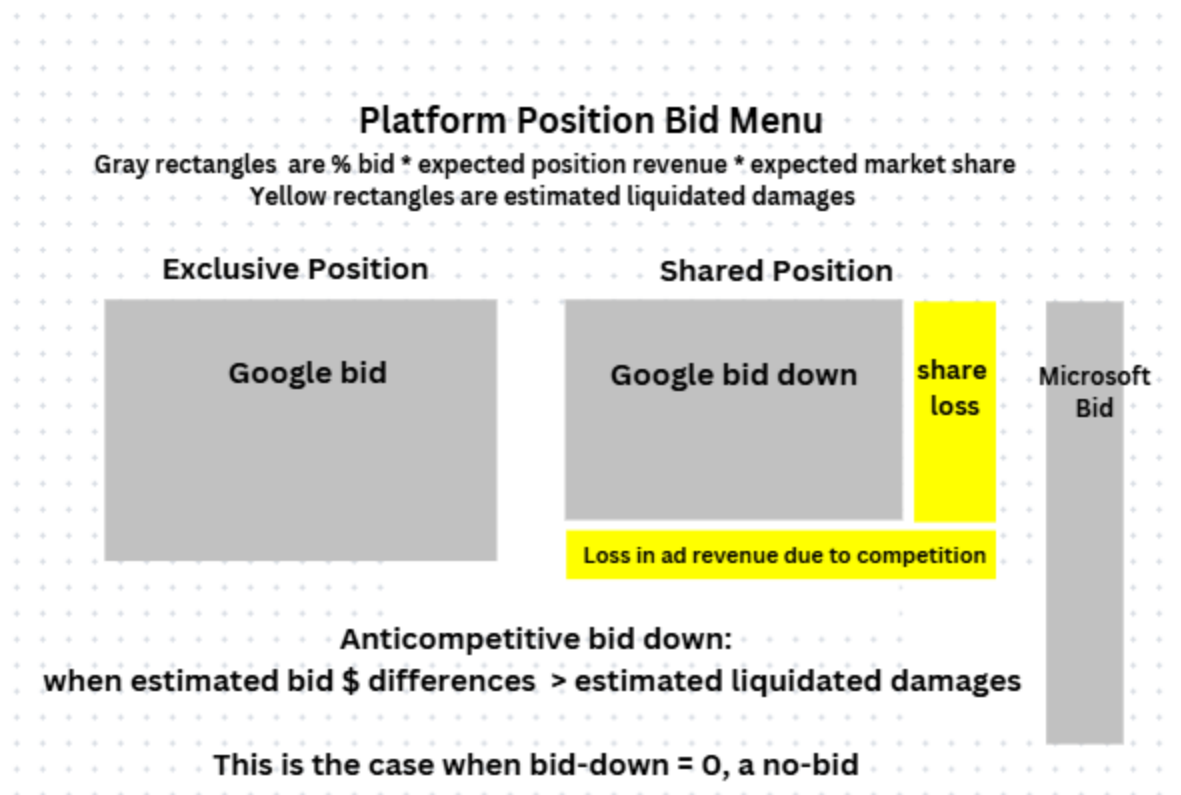 Platform Position Bid Menu
Gray rectangles are % bid * expected position revenue * expected market share
Yellow rectangles are estimated liquidated damages
Exclusive Position
Shared Position
Google bid
Google bid down
share
loss
Microsoft
Bid
Loss in ad revenue due to competition
Anticompetitive bid down:
when estimated bid $ differences > estimated liquidated damages
This is the case when bid-down = 0, a no-bid